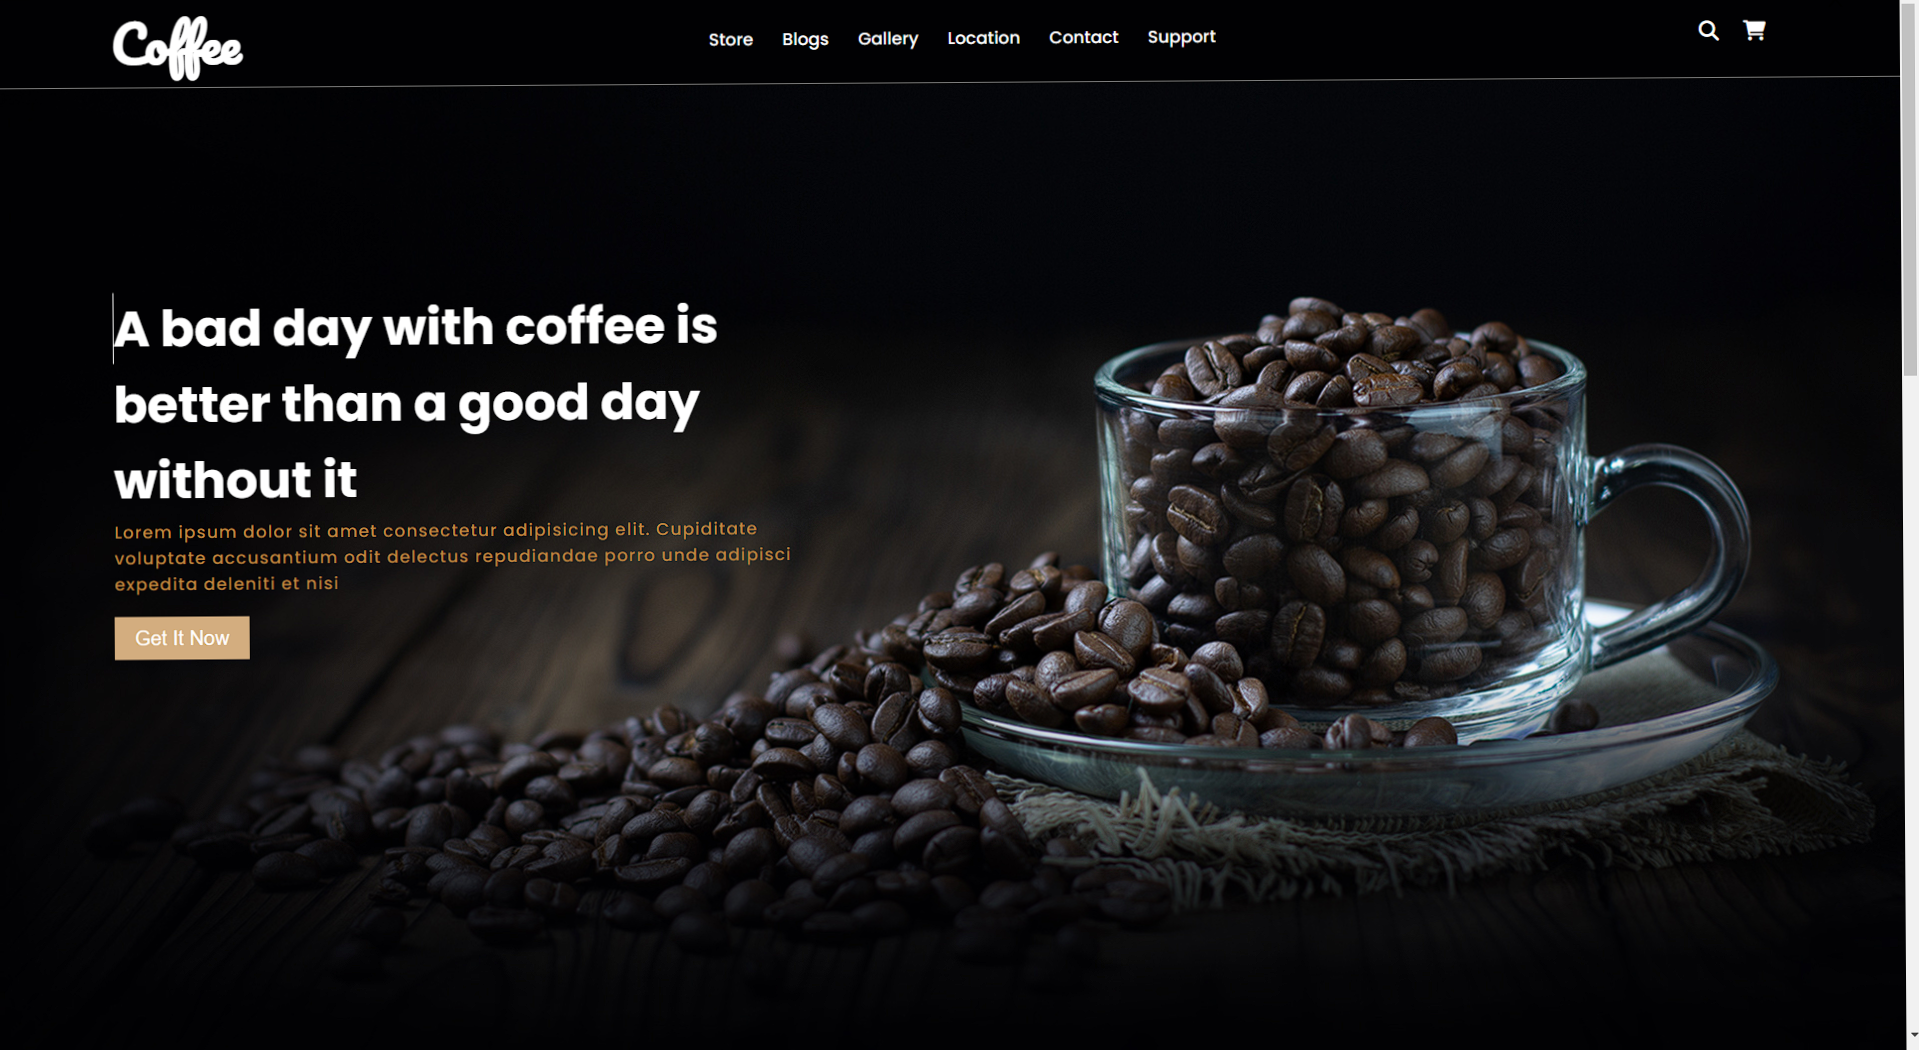 Coffee
Store Blogs Gallery Location Contact Support
A bad day with coffee is
better than a good day
without it
Lorem ipsum dolor sit amet consectetur adipisicing elit. Cupiditate
voluptate accusantium odit delectus repudiandae porro unde adipisci
expedita deleniti et nisi
Get It Now